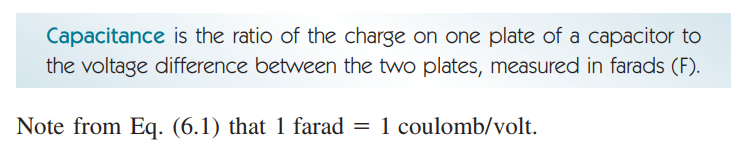 Capacitance is the ratio of the charge on one plate of a capacitor to
the voltage difference between the two plates, measured in farads (F).
Note from Eq. (6.1) that 1 farad = 1 coulomb/volt.